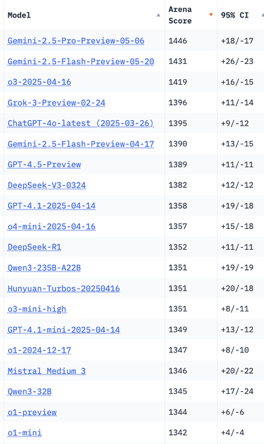 Model Arena Score 95% CI
Gemini-2.5-Pro-Preview-05-06 1446 +18/-17
Gemini-2.5-Flash-Preview-05-20 1431 +26/-23
o3-2025-04-16 1419 +16/-15
Grok-3-Preview-02-24 1396 +11/-14
ChatGPT-4o-latest (2025-03-26) 1395 +9/-12
Gemini-2.5-Flash-Preview-04-17 1390 +13/-15
GPT-4.5-Preview 1389 +11/-11
DeepSeek-V3-0324 1382 +12/-12
GPT-4.1-2025-04-14 1358 +19/-18
o4-mini-2025-04-16 1357 +15/-18
DeepSeek-R1 1352 +11/-11
Qwen3-235B-A22B 1351 +19/-19
Hunyuan-Turbos-20250416 1351 +20/-18
o3-mini-high 1351 +8/-11
GPT-4.1-mini-2025-04-14 1349 +13/-12
o1-2024-12-17 1347 +8/-10
Mistral Medium 3 1346 +20/-22
Qwen3-32B 1345 +17/-24
o1-preview 1344 +6/-6
o1-mini 1342 +4/-4